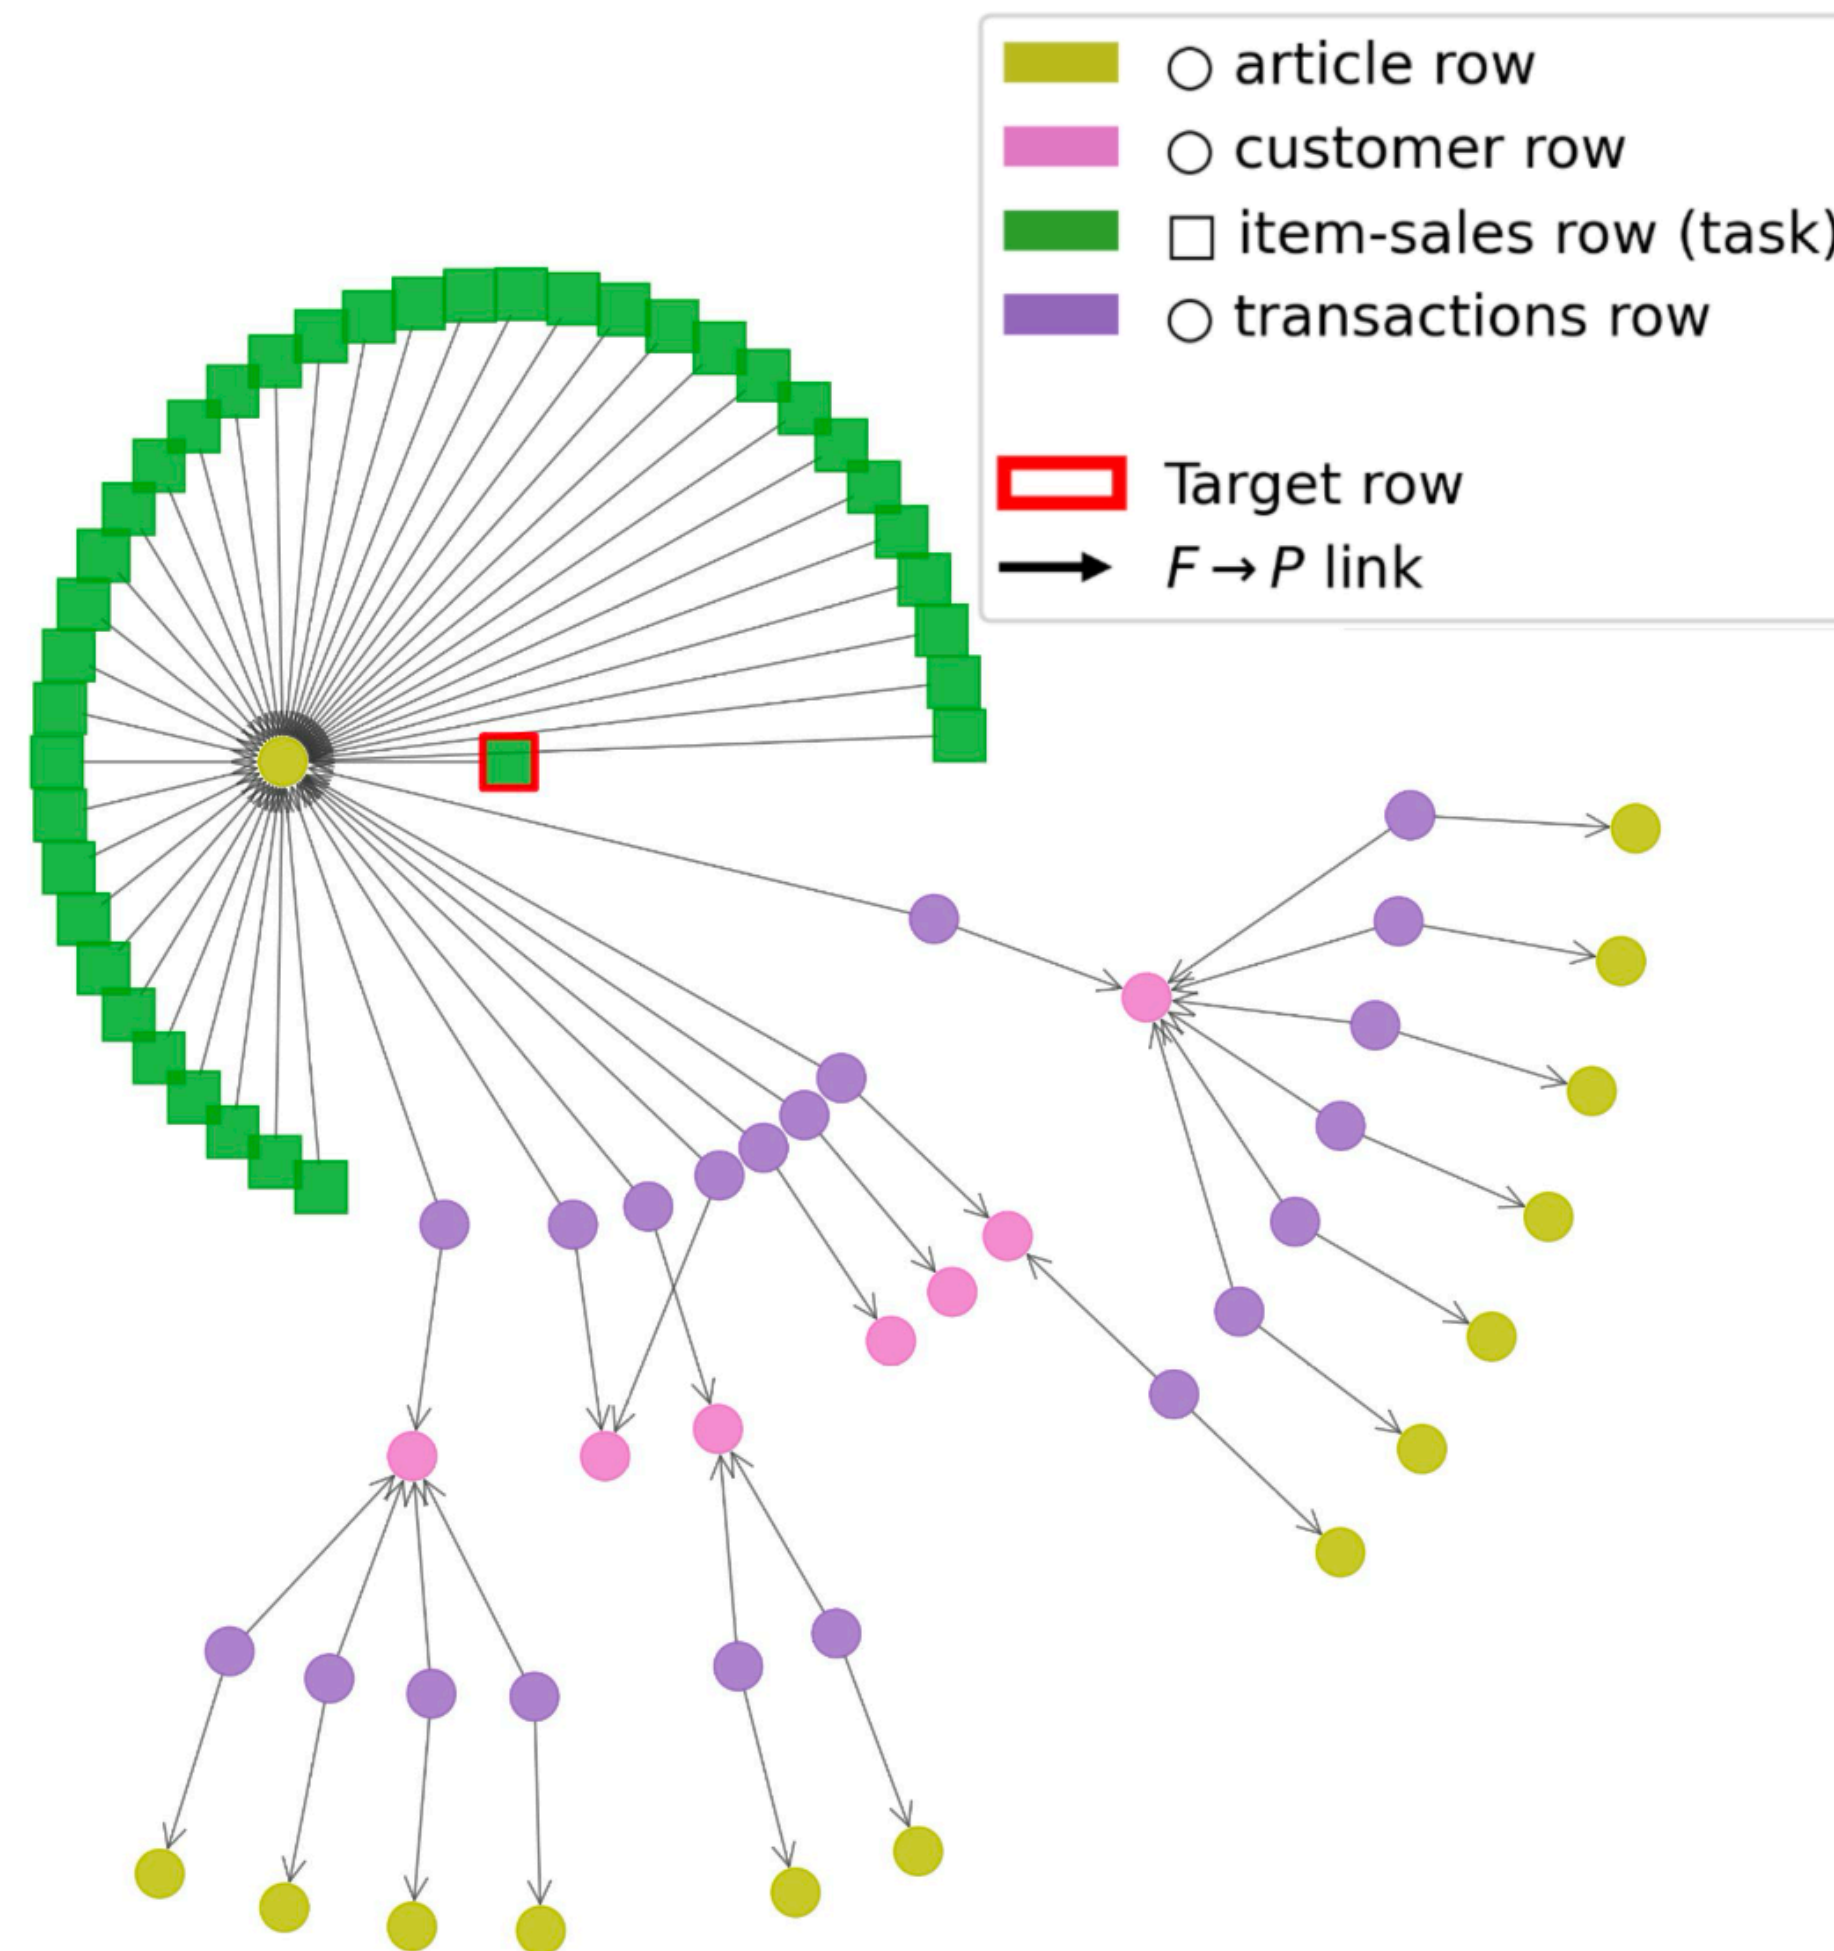 ○ article row
○ customer row
□ item-sales row (task)
○ transactions row
Target row
F → P link